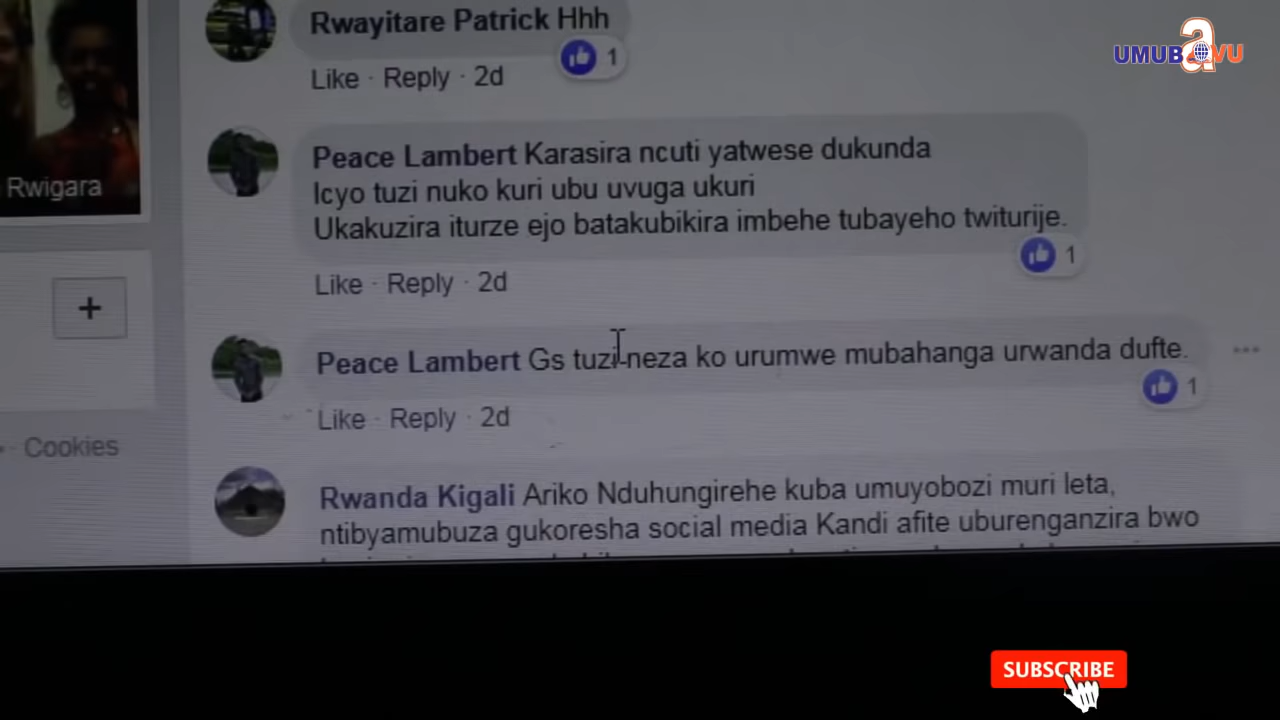 UMUBaVU
Rwayitare Patrick Hhh
1
Like · Reply · 2d
Rwigara
Peace Lambert Karasira ncuti yatwese dukunda
Icyo tuzi nuko kuri ubu uvuga ukuri
Ukakuzira iturze ejo batakubikira imbehe tubayeho twiturije.
1
Like · Reply · 2d
+
Peace Lambert Gs tuzi neza ko urumwe mubahanga urwanda dufte.
1
Like · Reply · 2d
Cookies
Rwanda Kigali Ariko Nduhungirehe kuba umuyobozi muri leta,
ntibyamubuza gukoresha social media Kandi afite uburenganzira bwo
SUBSCRIBE